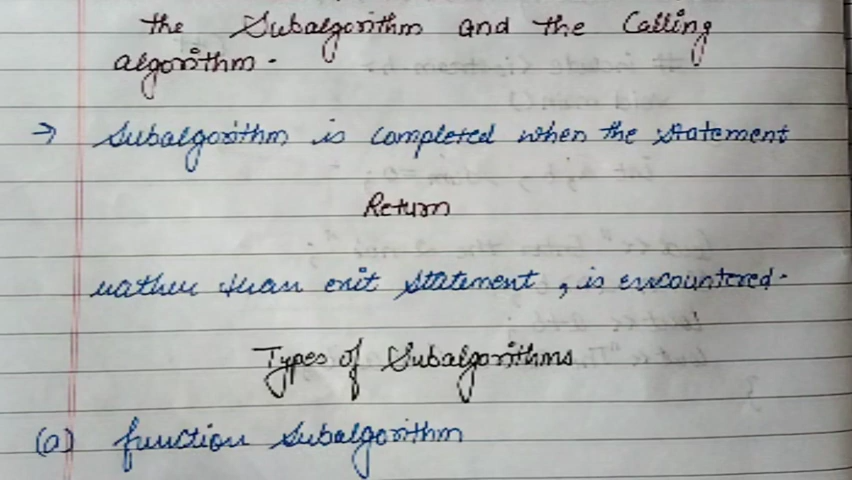 the Subalgorithm and the Calling
algorithm.
⇒ Subalgorithm is completed when the statement
Return
rather than exit statement, is encountered.
Types of Subalgorithms
(a) function Subalgorithm